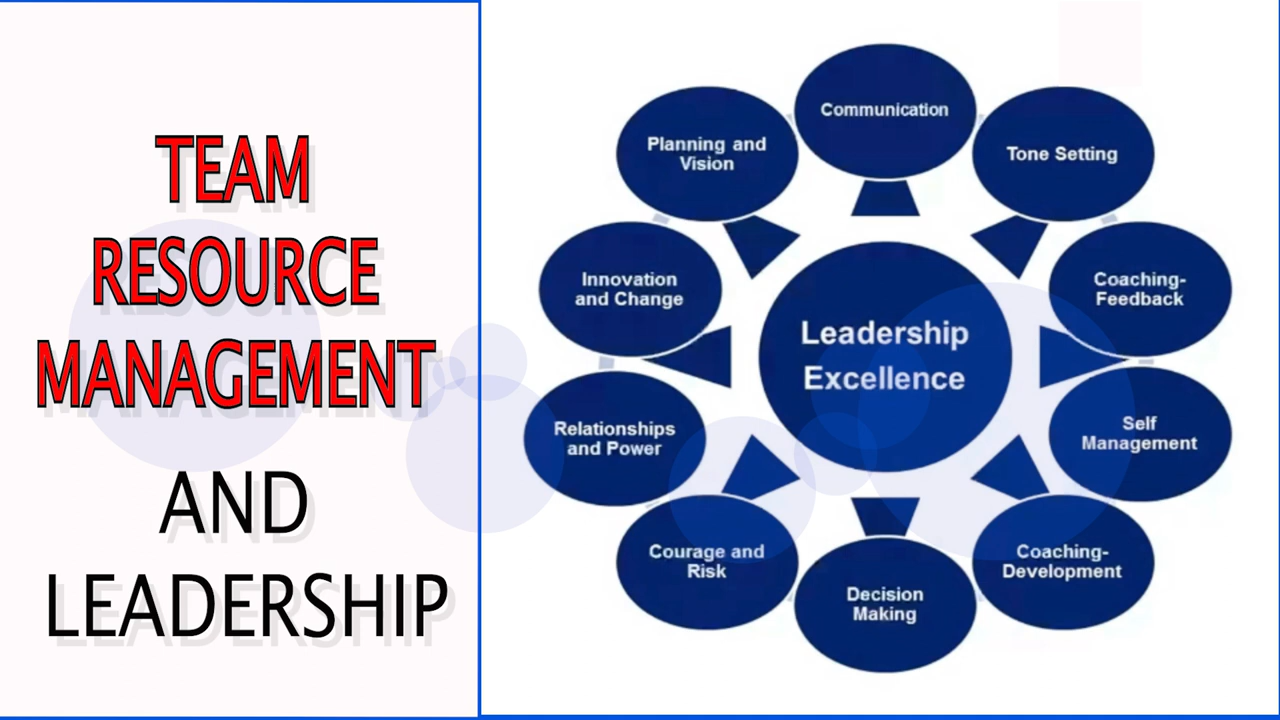 TEAM
RESOURCE
MANAGEMENT
AND
LEADERSHIP
Communication
Tone Setting
Coaching-
Feedback
Self
Management
Coaching-
Development
Decision
Making
Courage and
Risk
Relationships
and Power
Innovation
and Change
Planning and
Vision
Leadership
Excellence